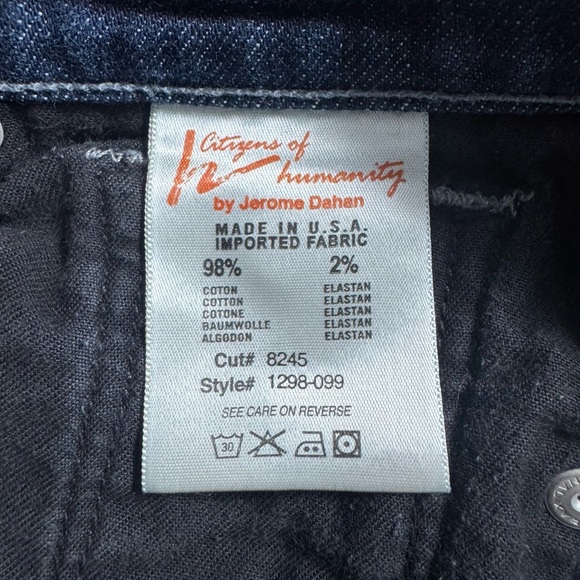 Citizens of
humanity
by Jerome Dahan
MADE IN U.S.A.
IMPORTED FABRIC
98% 2%
COTON ELASTAN
COTTON ELASTAN
COTONE ELASTAN
BAUMWOLLE ELASTAN
ALGODON ELASTAN
Cut# 8245
Style# 1298-099
SEE CARE ON REVERSE
30